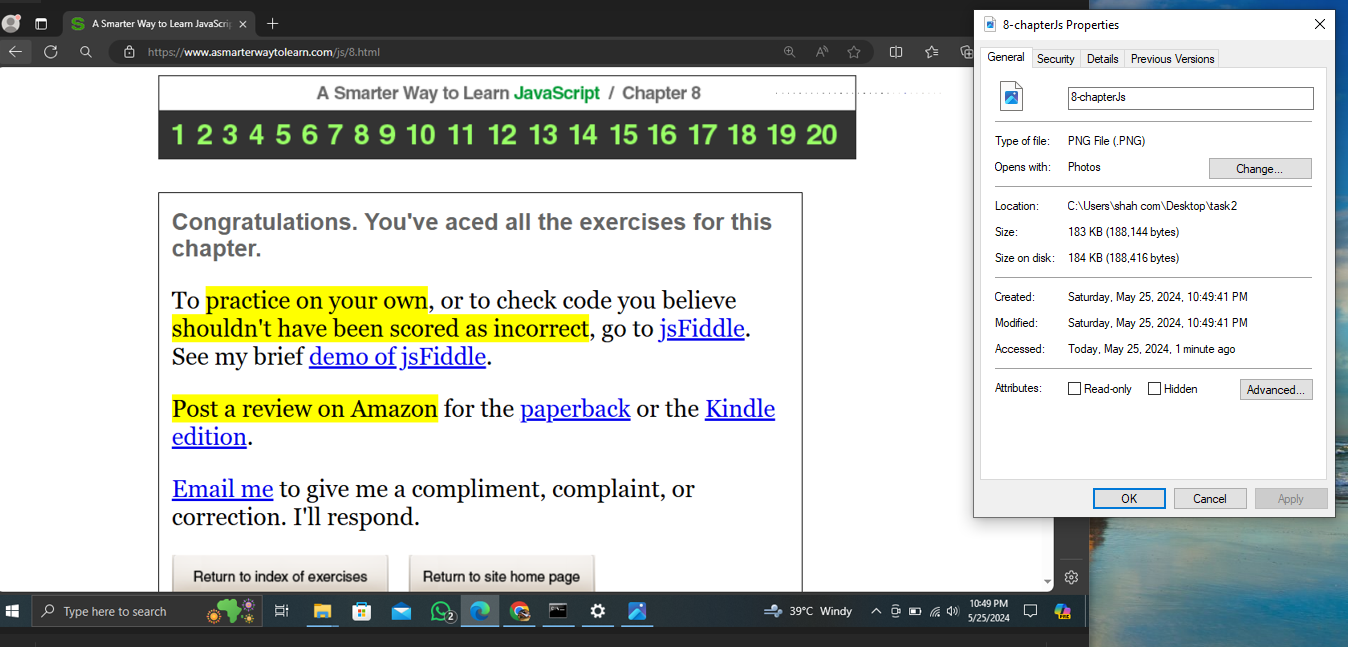 A Smarter Way to Learn JavaScri
https://www.asmarterwaytolearn.com/js/8.html
A Smarter Way to Learn JavaScript / Chapter 8
1 2 3 4 5 6 7 8 9 10 11 12 13 14 15 16 17 18 19 20
Congratulations. You've aced all the exercises for this
chapter.
To practice on your own, or to check code you believe
shouldn't have been scored as incorrect, go to jsFiddle.
See my brief demo of jsFiddle.
Post a review on Amazon for the paperback or the Kindle
edition.
Email me to give me a compliment, complaint, or
correction. I'll respond.
Return to index of exercises
Return to site home page
8-chapterJs Properties
General Security Details Previous Versions
8-chapterJs
Type of file: PNG File (.PNG)
Opens with: Photos Change...
Location: C:\Users\shah com\Desktop\task2
Size: 183 KB (188,144 bytes)
Size on disk: 184 KB (188,416 bytes)
Created: Saturday, May 25, 2024, 10:49:41 PM
Modified: Saturday, May 25, 2024, 10:49:41 PM
Accessed: Today, May 25, 2024, 1 minute ago
Attributes: Read-only Hidden Advanced...
OK Cancel Apply
Type here to search
2
39°C Windy
10:49 PM
5/25/2024